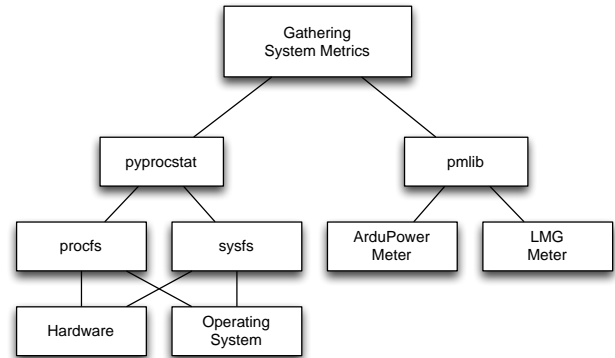 Gathering
System Metrics
pyprocstat
pmlib
procfs
sysfs
ArduPower
Meter
LMG
Meter
Hardware
Operating
System